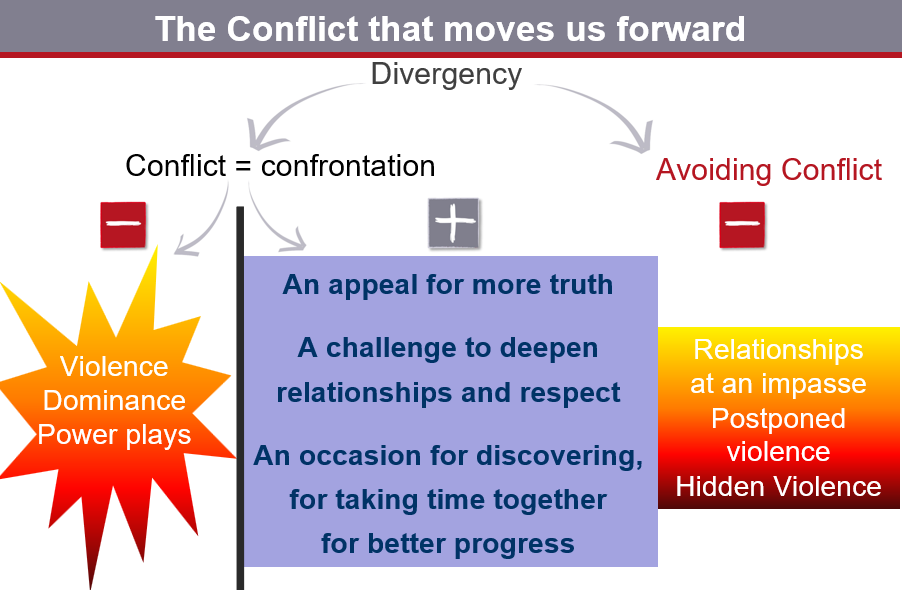 The Conflict that moves us forward
Divergency
Conflict = confrontation
Avoiding Conflict
Violence
Dominance
Power plays
An appeal for more truth
A challenge to deepen
relationships and respect
An occasion for discovering,
for taking time together
for better progress
Relationships
at an impasse
Postponed
violence
Hidden Violence